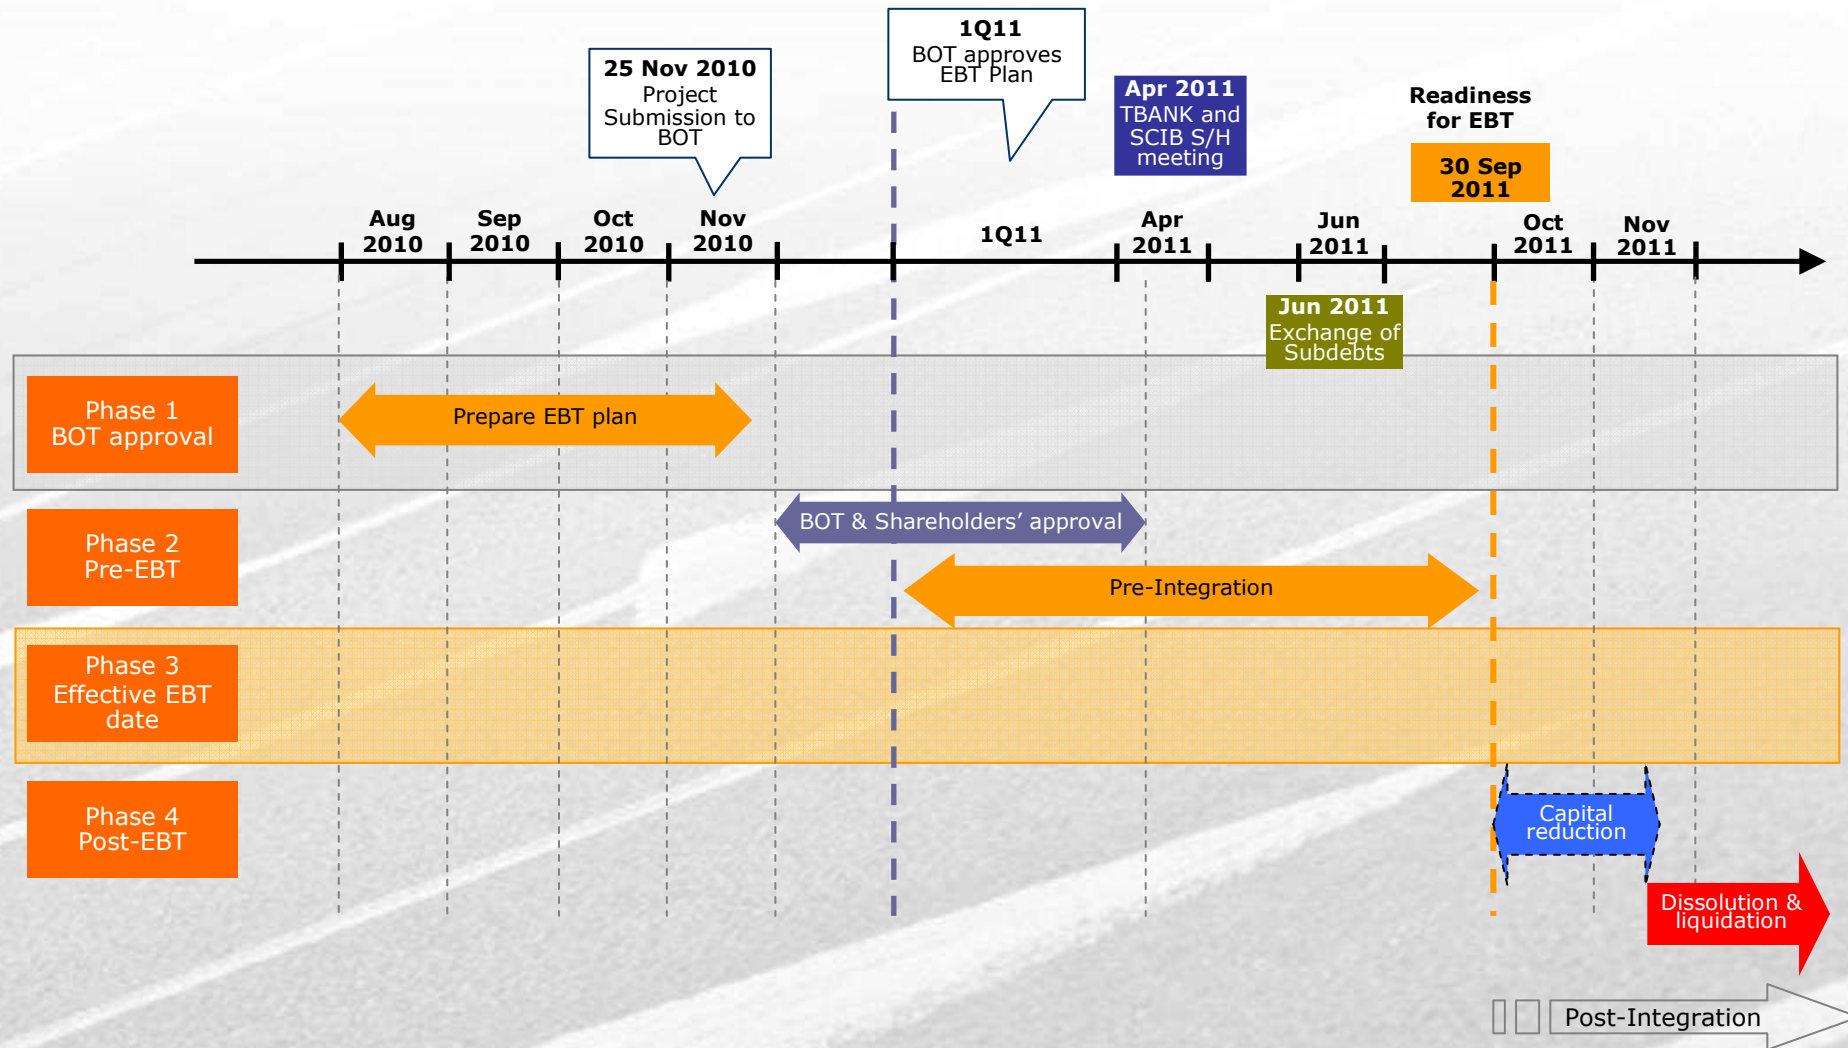 1Q11
BOT approves
EBT Plan
25 Nov 2010
Project
Submission to
BOT
Apr 2011
TBANK and
SCIB S/H
meeting
Readiness
for EBT
30 Sep
2011
Aug
2010
Sep
2010
Oct
2010
Nov
2010
1Q11
Apr
2011
Jun
2011
Oct
2011
Nov
2011
Jun 2011
Exchange of
Subdebts
Phase 1
BOT approval
Prepare EBT plan
Phase 2
Pre-EBT
BOT & Shareholders’ approval
Pre-Integration
Phase 3
Effective EBT
date
Phase 4
Post-EBT
Capital
reduction
Dissolution &
liquidation
Post-Integration